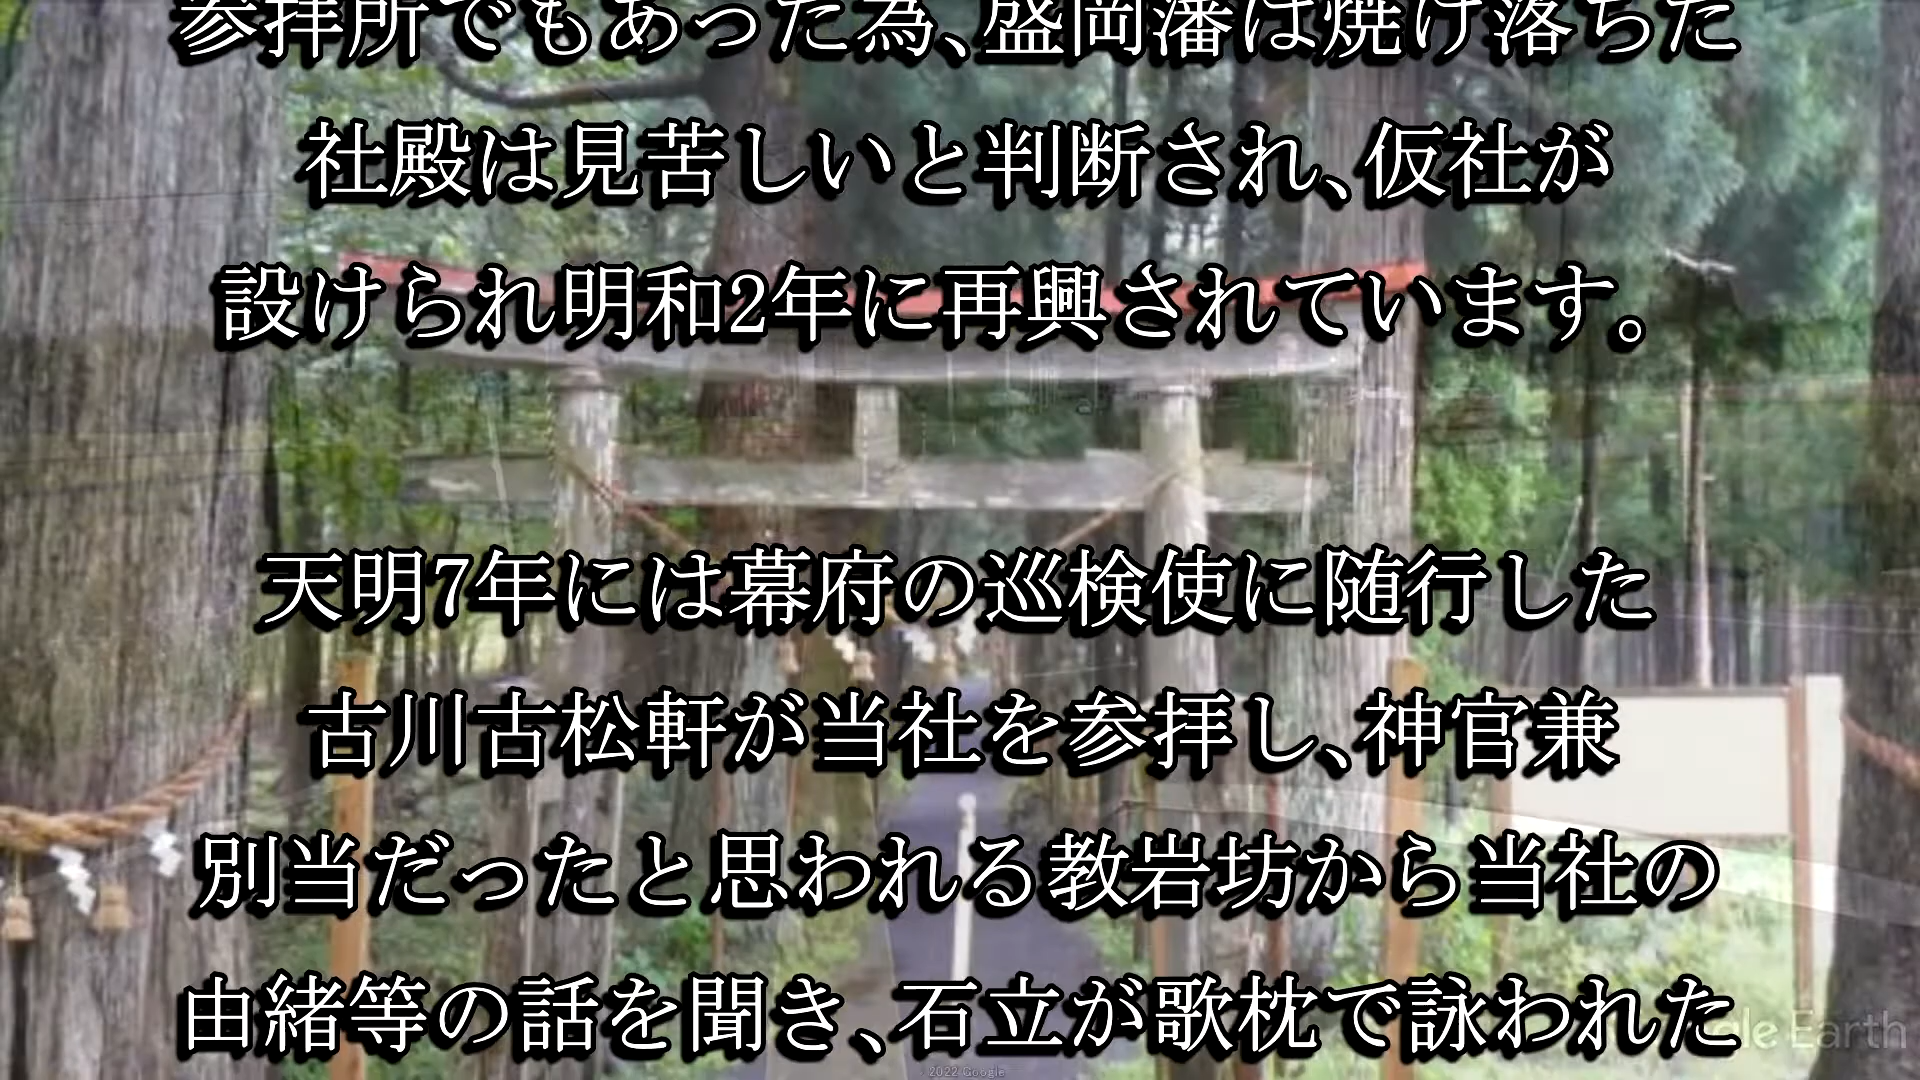 参拝所でもあった為、盛岡藩は焼け落ちた
社殿は見苦しいと判断され、仮社が
設けられ明和2年に再興されています。
天明7年には幕府の巡検使に随行した
古川古松軒が当社を参拝し、神官兼
別当だったと思われる教岩坊から当社の
由緒等の話を聞き、石立が歌枕で詠われた
Earth
2022 Google